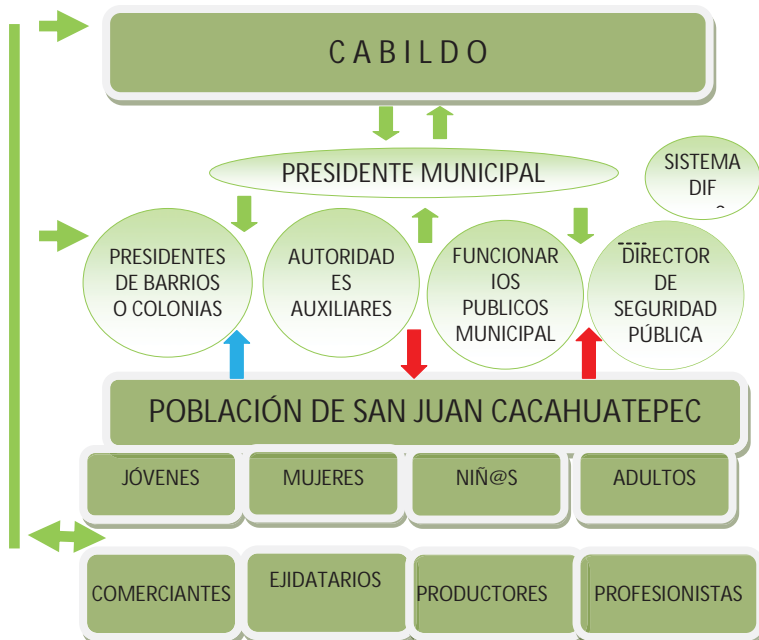 CABILDO
PRESIDENTE MUNICIPAL
SISTEMA
DIF
PRESIDENTES
DE BARRIOS
O COLONIAS
AUTORIDAD
ES
AUXILIARES
FUNCIONAR
IOS
PUBLICOS
MUNICIPAL
DIRECTOR
DE
SEGURIDAD
PÚBLICA
POBLACIÓN DE SAN JUAN CACAHUATEPEC
JÓVENES
MUJERES
NIÑ@S
ADULTOS
COMERCIANTES
EJIDATARIOS
PRODUCTORES
PROFESIONISTAS